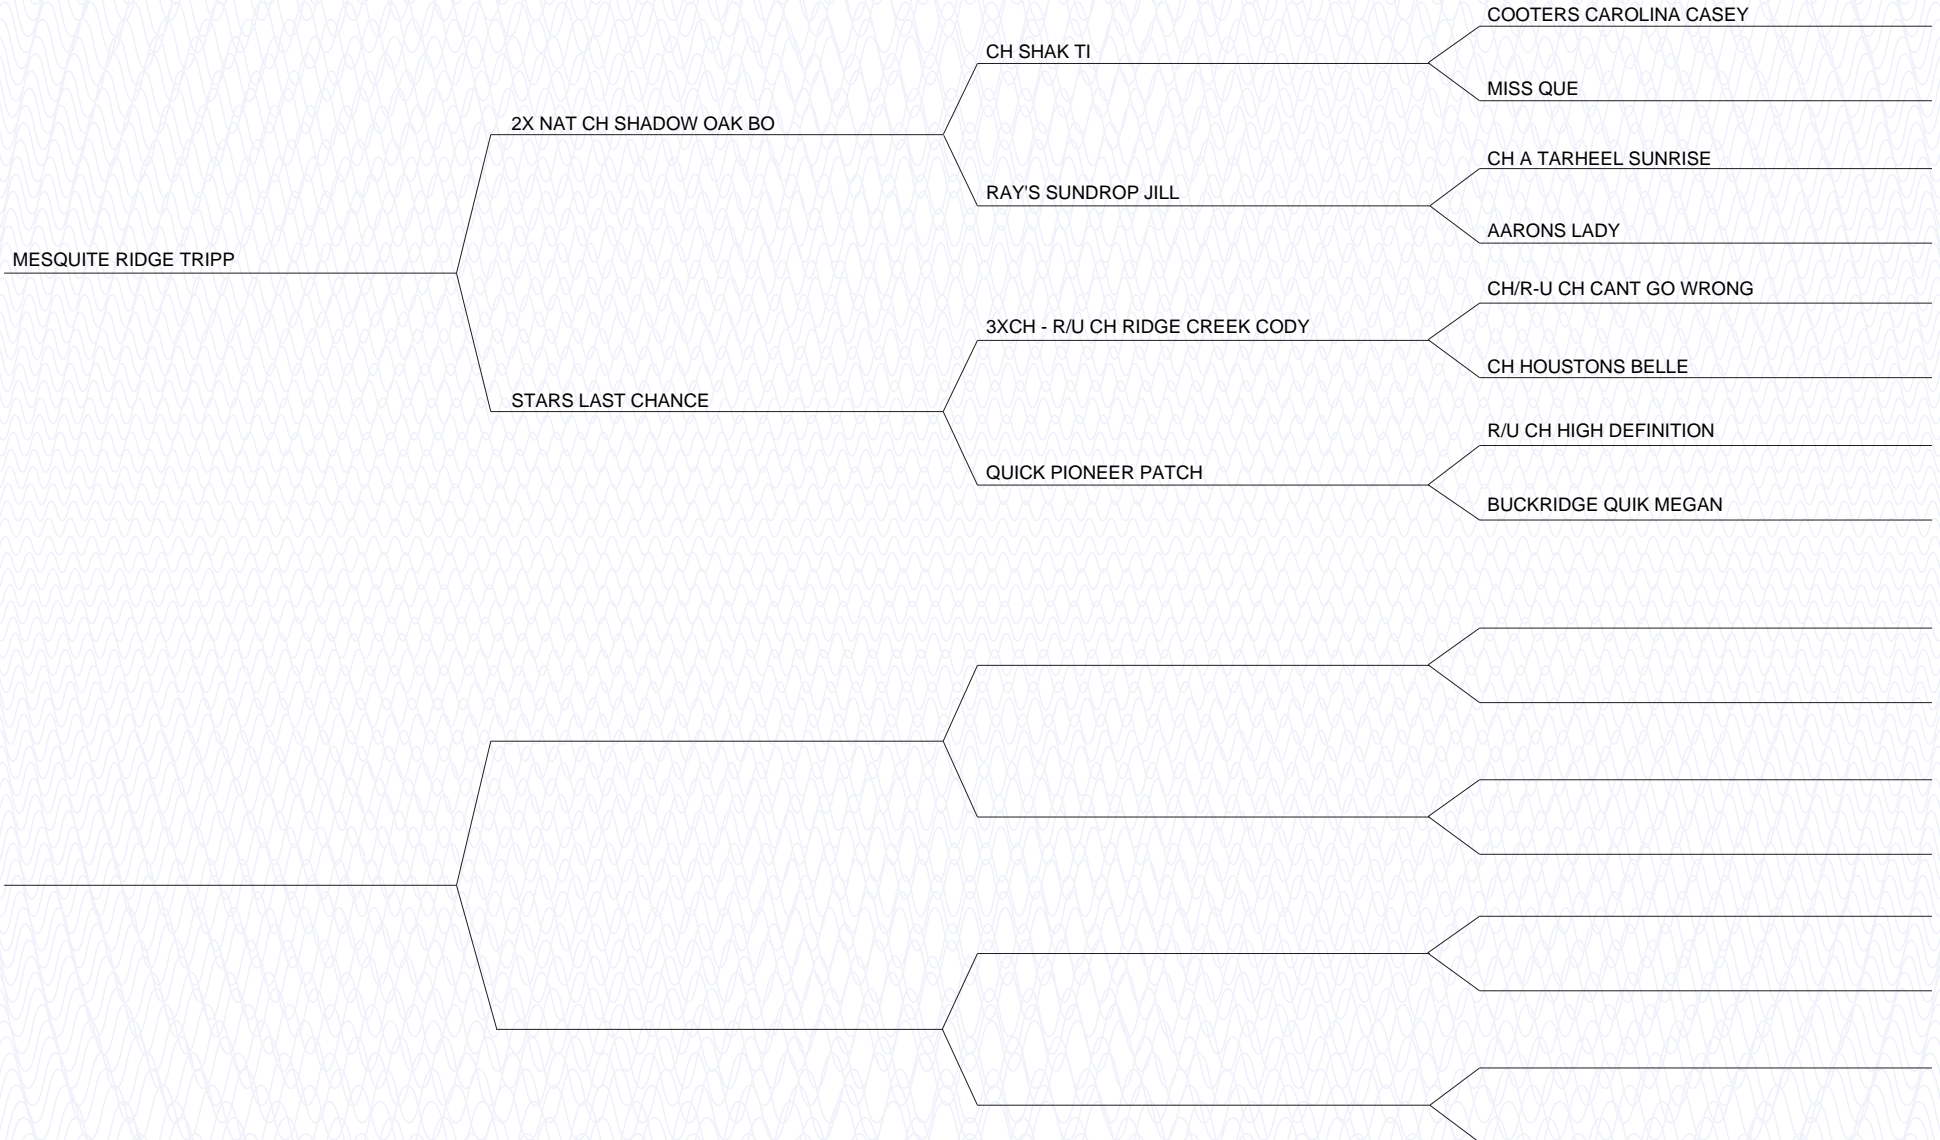 COOTERS CAROLINA CASEY
CH SHAK TI
MISS QUE
2X NAT CH SHADOW OAK BO
CH A TARHEEL SUNRISE
RAY'S SUNDROP JILL
AARONS LADY
MESQUITE RIDGE TRIPP
CH/R-U CH CANT GO WRONG
3XCH - R/U CH RIDGE CREEK CODY
CH HOUSTONS BELLE
STARS LAST CHANCE
R/U CH HIGH DEFINITION
QUICK PIONEER PATCH
BUCKRIDGE QUIK MEGAN